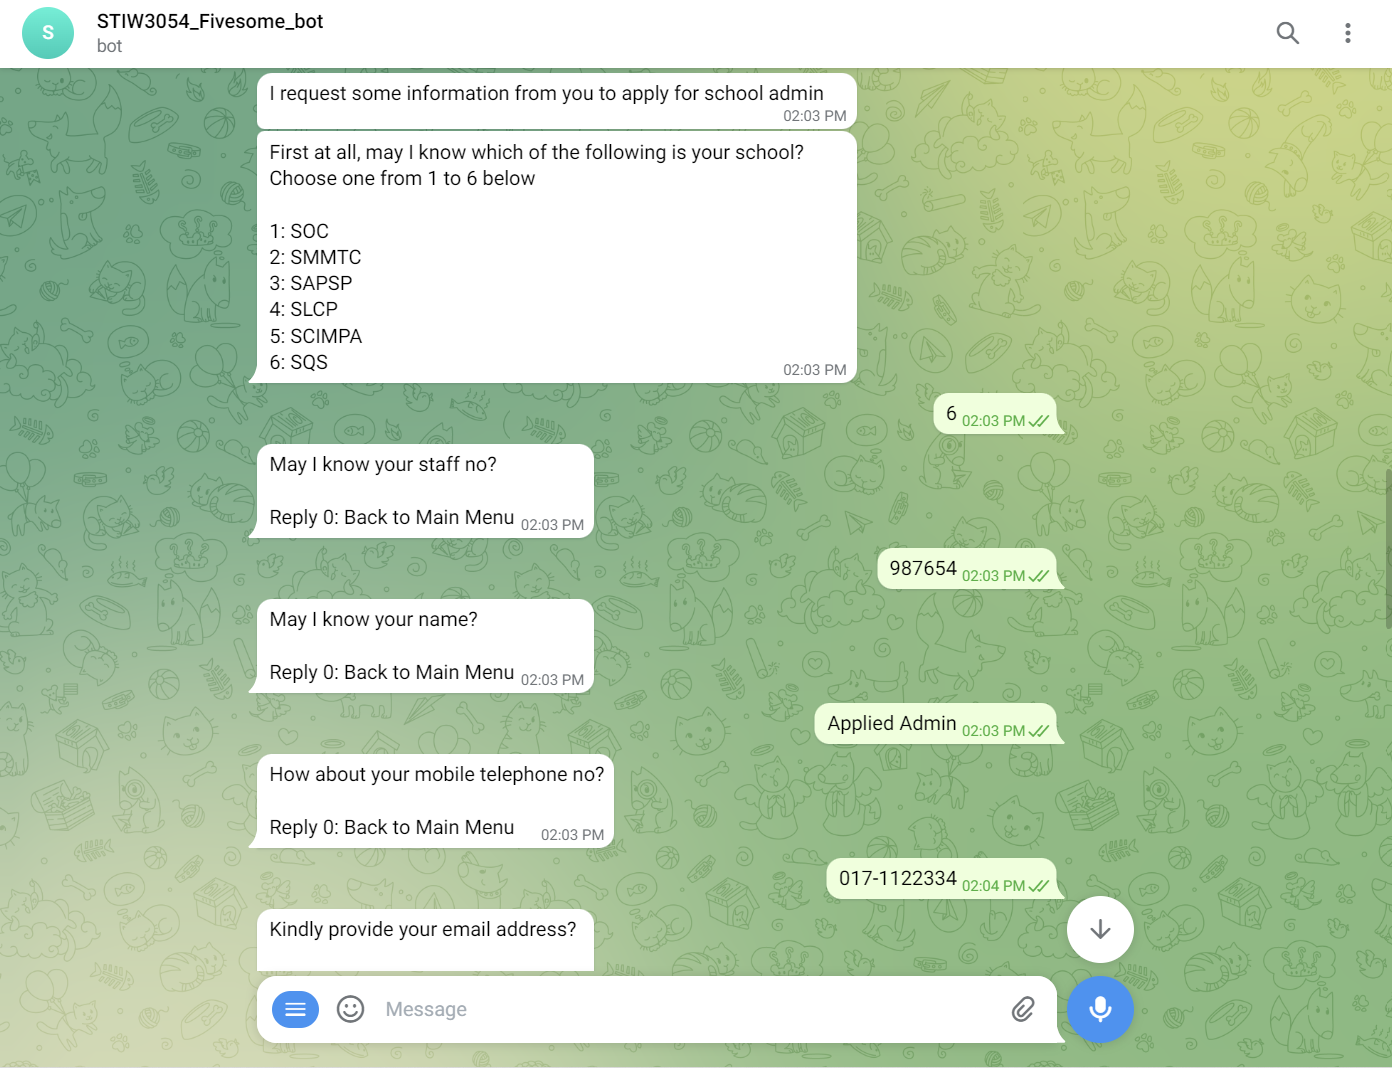 S
STIW3054_Fivesome_bot
bot
I request some information from you to apply for school admin
02:03 PM
First at all, may I know which of the following is your school?
Choose one from 1 to 6 below
1: SOC
2: SMMTC
3: SAPSP
4: SLCP
5: SCIMPA
6: SQS
02:03 PM
6 02:03 PM
May I know your staff no?
Reply 0: Back to Main Menu 02:03 PM
987654 02:03 PM
May I know your name?
Reply 0: Back to Main Menu 02:03 PM
Applied Admin 02:03 PM
How about your mobile telephone no?
Reply 0: Back to Main Menu 02:03 PM
017-1122334 02:04 PM
Kindly provide your email address?
Message